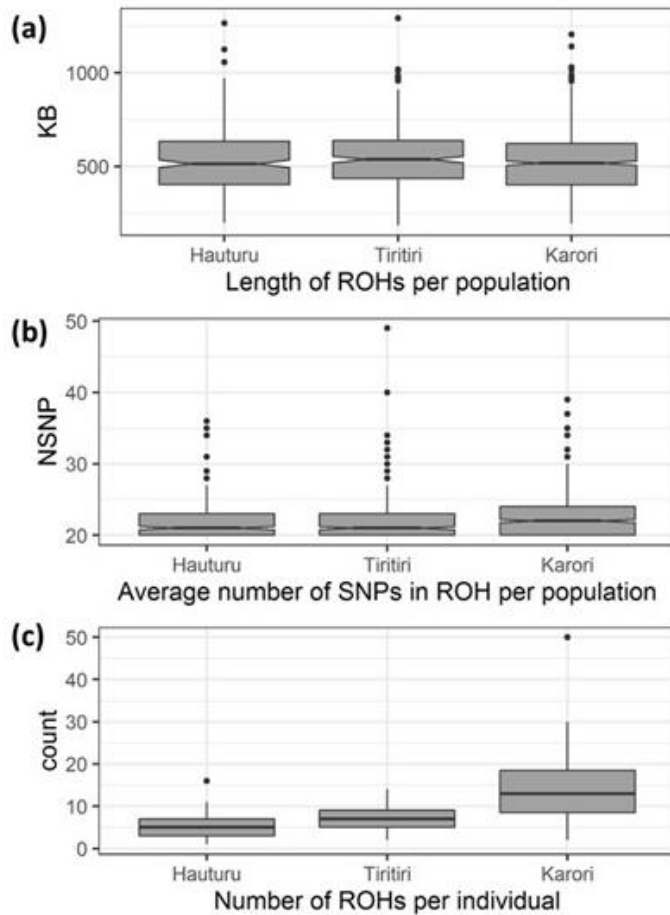 (a)
KB
1000
500
Hauturu Tiritiri Karori
Length of ROHs per population
(b)
NSNP
50
40
30
20
Hauturu Tiritiri Karori
Average number of SNPs in ROH per population
(c)
count
50
40
30
20
10
0
Hauturu Tiritiri Karori
Number of ROHs per individual